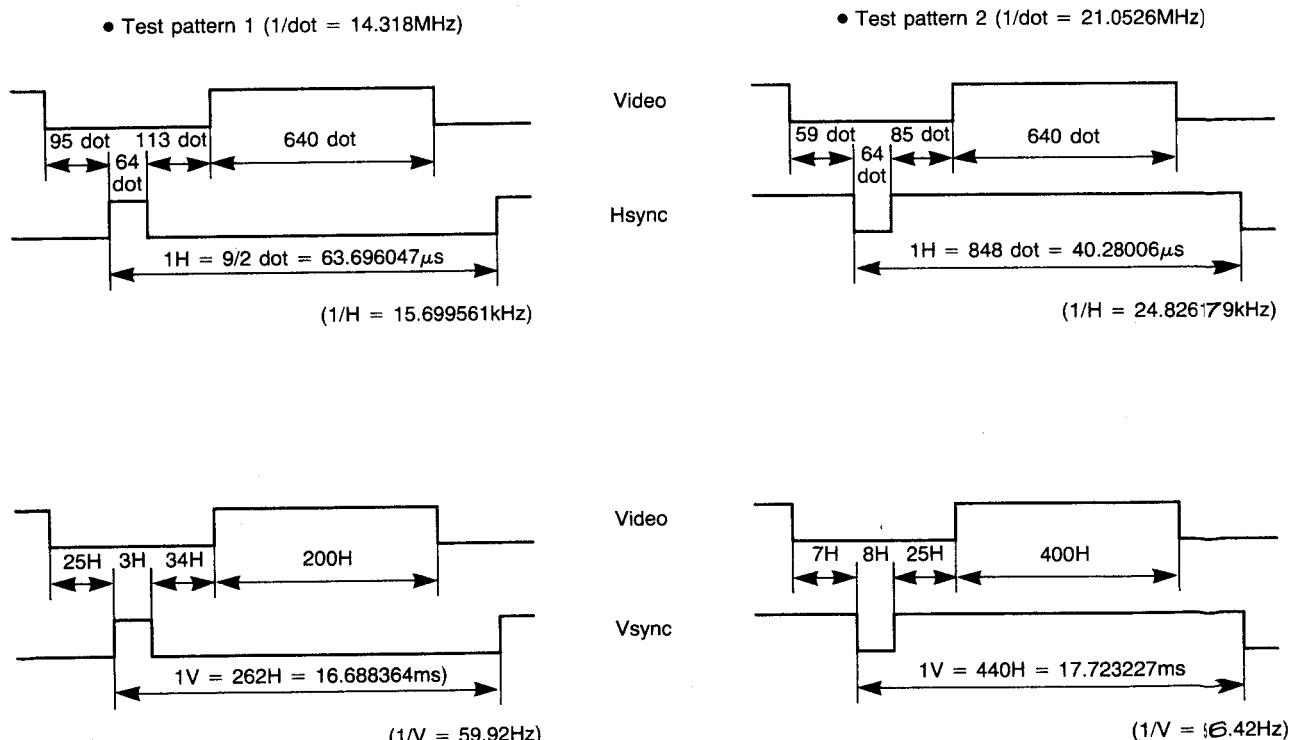 ● Test pattern 1 (1/dot = 14.318MHz)
● Test pattern 2 (1/dot = 21.0526MHz)
Video
95 dot 113 dot 640 dot
64
dot
59 dot 85 dot 640 dot
64
dot
Hsync
1H = 9/2 dot = 63.696047µs
(1/H = 15.699561kHz)
1H = 848 dot = 40.28006µs
(1/H = 24.826179kHz)
Video
25H 3H 34H 200H
7H 8H 25H 400H
Vsync
1V = 262H = 16.688364ms)
(1/V = 59.92Hz)
1V = 440H = 17.723227ms
(1/V = 56.42Hz)